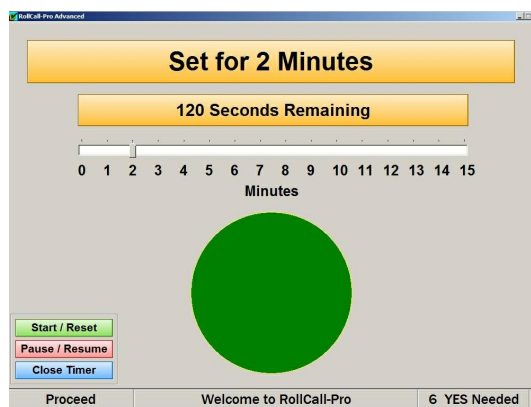 RollCall-Pro Advanced
Set for 2 Minutes
120 Seconds Remaining
0 1 2 3 4 5 6 7 8 9 10 11 12 13 14 15
Minutes
Start / Reset
Pause / Resume
Close Timer
Proceed Welcome to RollCall-Pro 6 YES Needed